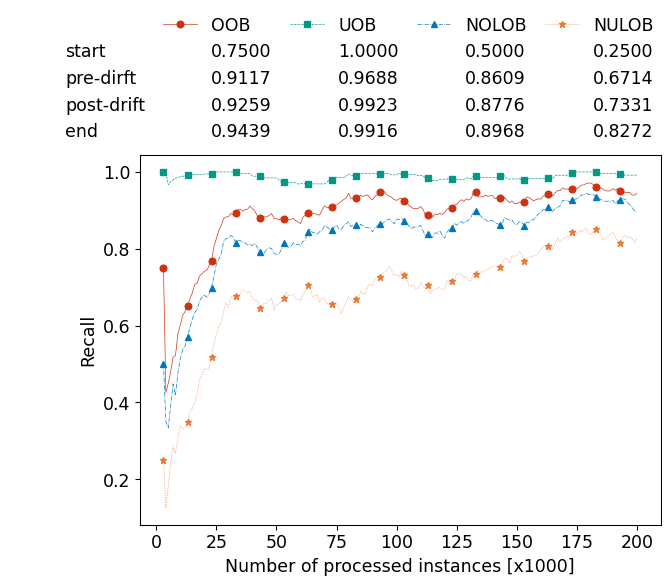 OOB UOB NOLOB NULOB
start 0.7500 1.0000 0.5000 0.2500
pre-dirft 0.9117 0.9688 0.8609 0.6714
post-drift 0.9259 0.9923 0.8776 0.7331
end 0.9439 0.9916 0.8968 0.8272
1.0
0.8
0.6
0.4
0.2
Recall
0 25 50 75 100 125 150 175 200
Number of processed instances [x1000]